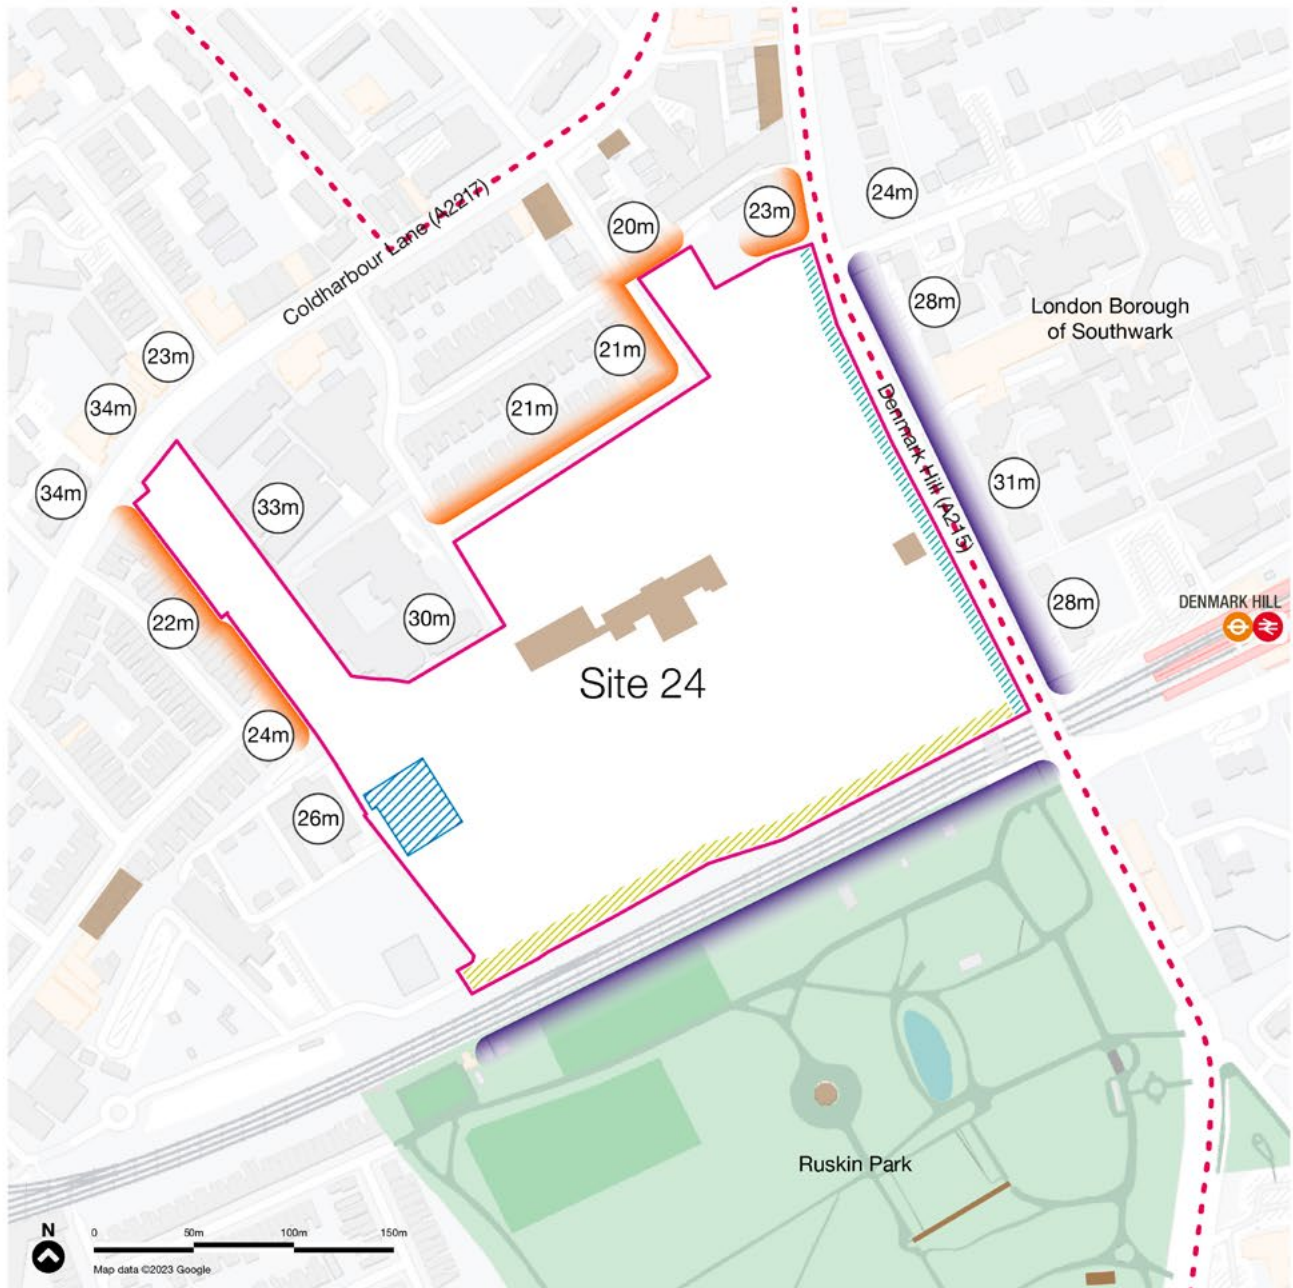 24m
23m
20m
Coldharbour Lane (A2217)
28m
London Borough
of Southwark
23m
21m
34m
21m
Denmark Hill (A215)
34m
31m
33m
28m
DENMARK HILL
30m
22m
Site 24
24m
26m
Ruskin Park
N
0 50m 100m 150m
Map data ©2023 Google